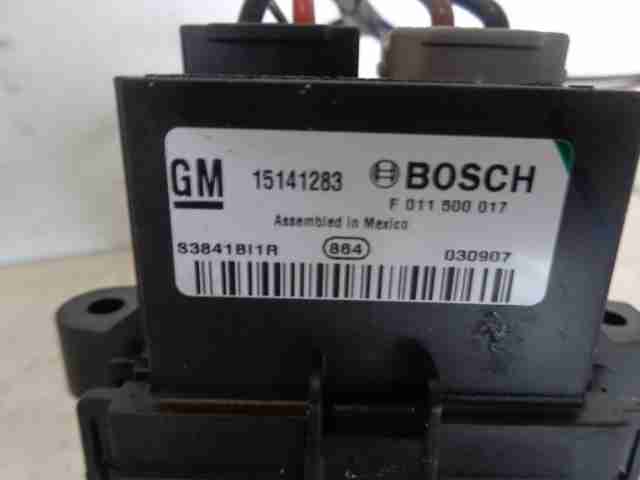 GM 15141283 BOSCH
F 011 500 017
Assembled in Mexico
S3841BI1R 864 030907